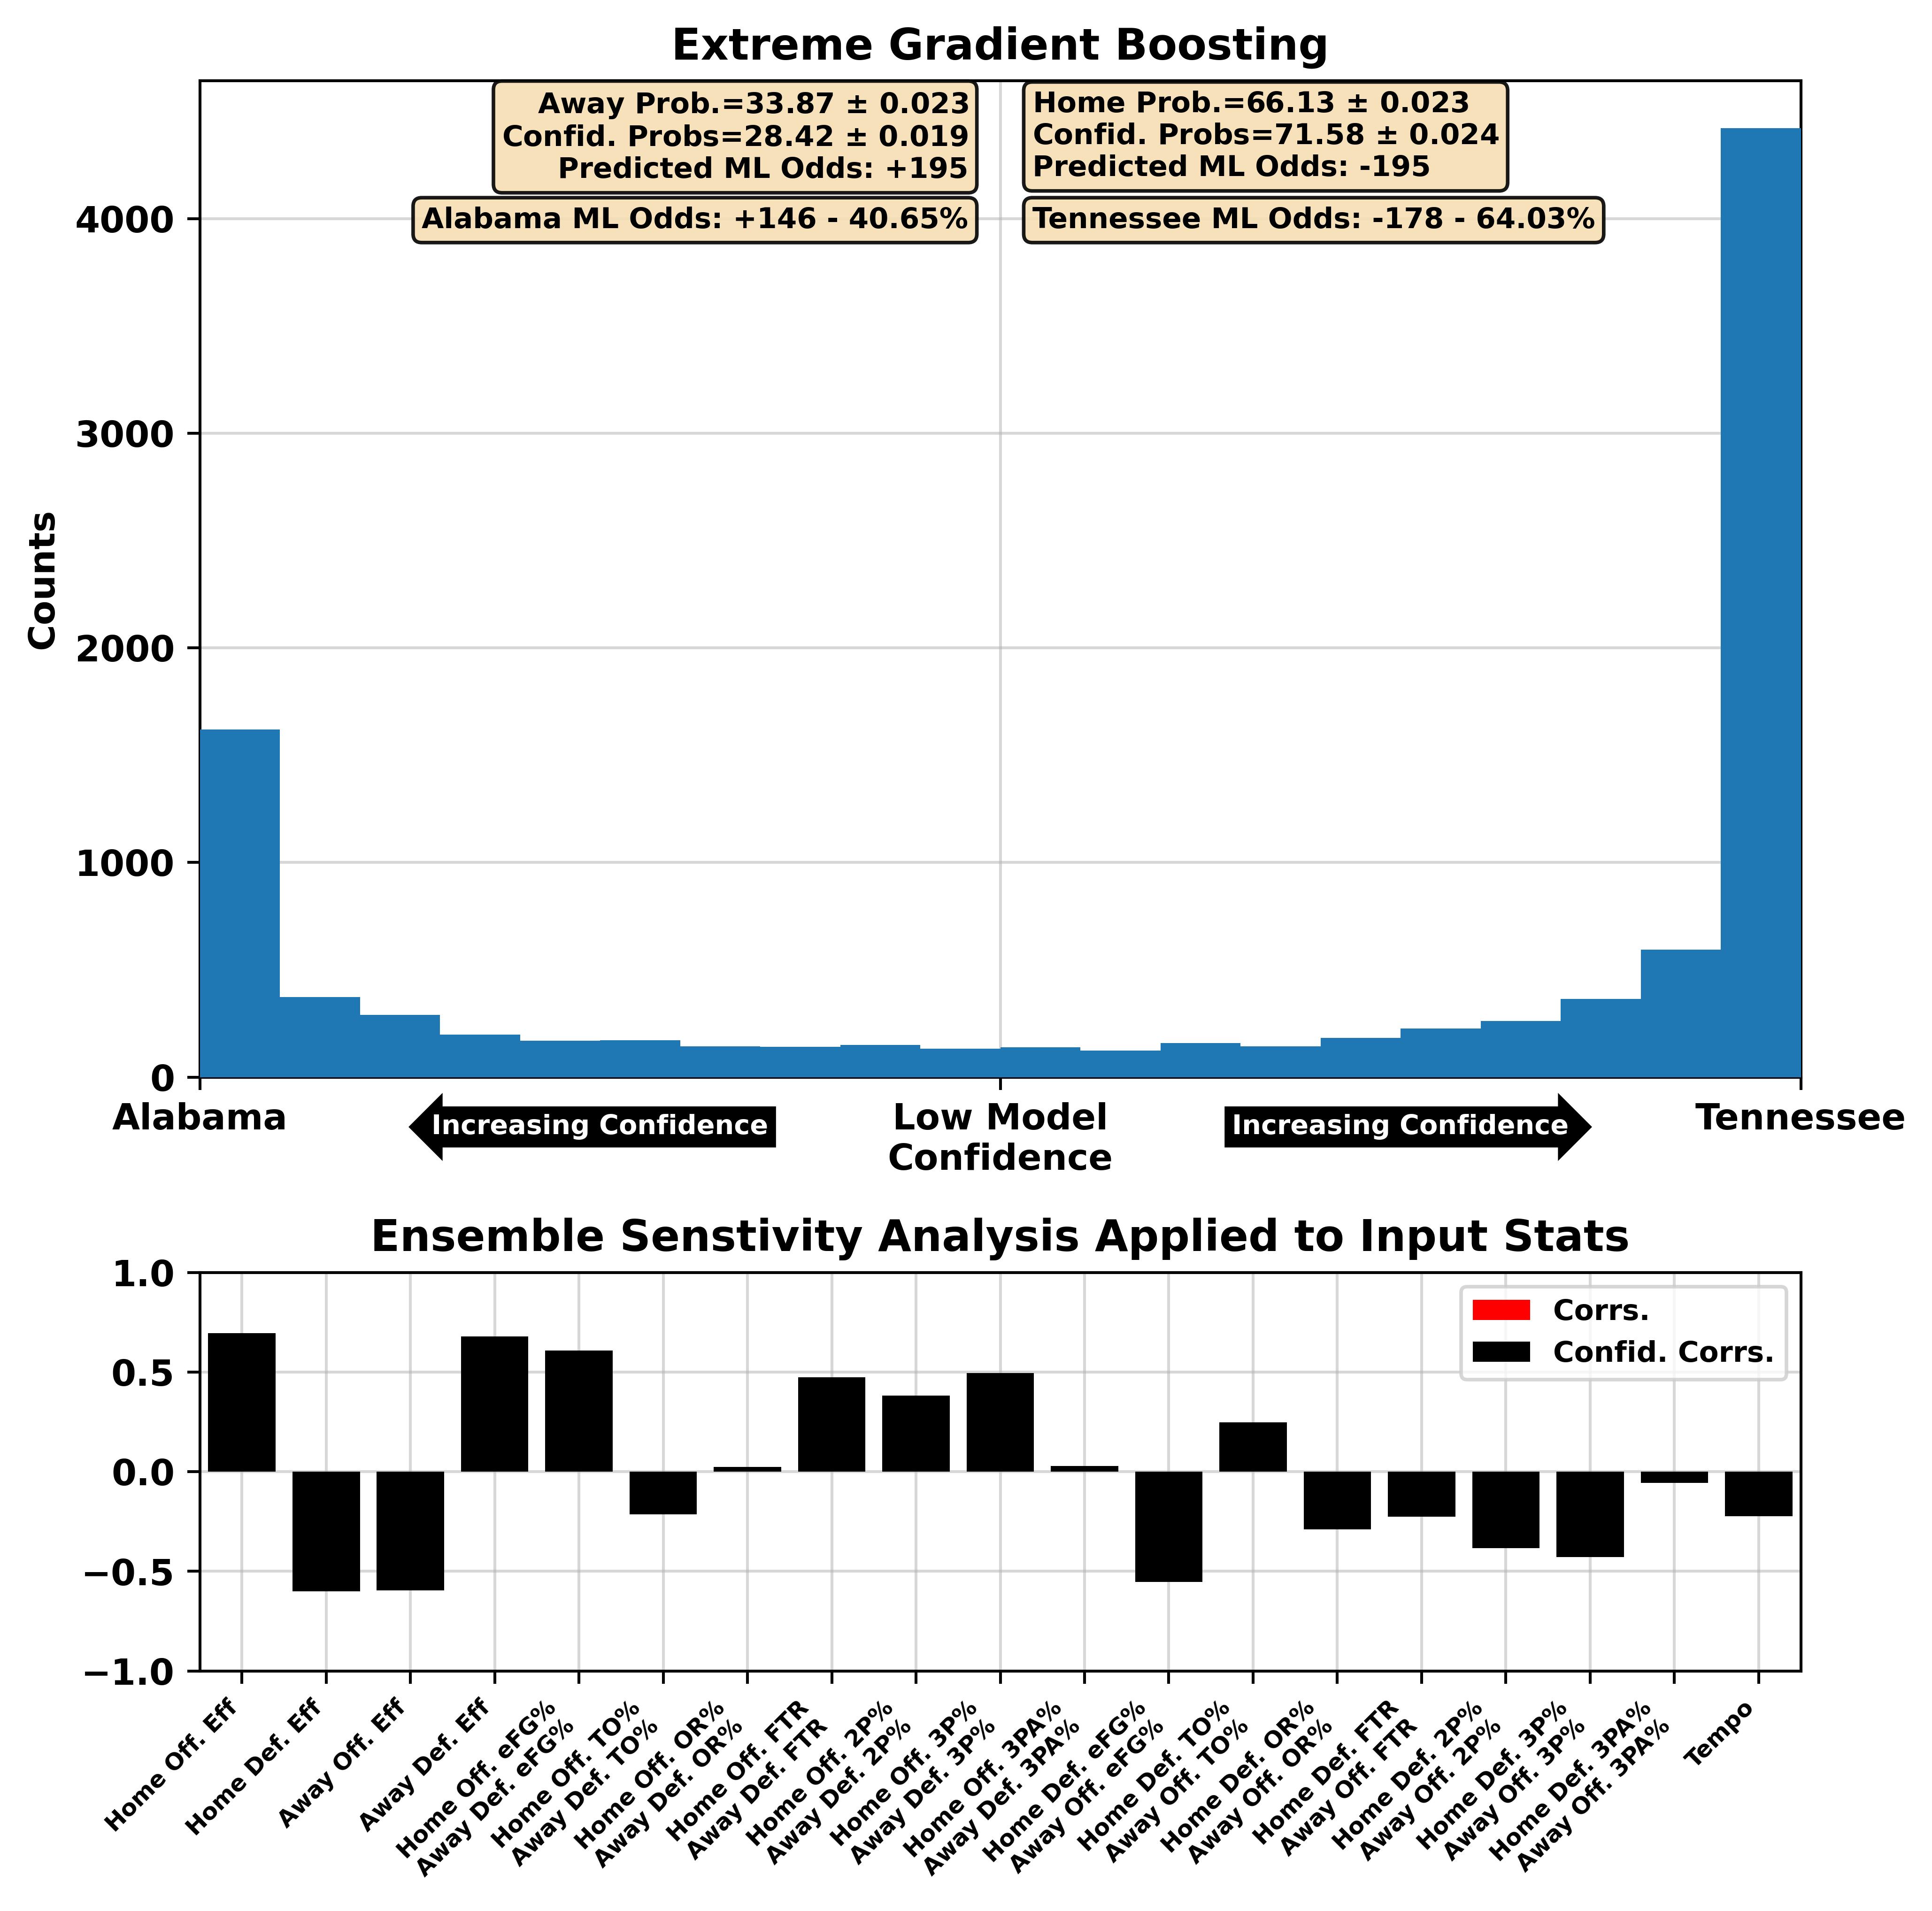 Extreme Gradient Boosting
Away Prob.=33.87 ± 0.023
Confid. Probs=28.42 ± 0.019
Predicted ML Odds: +195
Home Prob.=66.13 ± 0.023
Confid. Probs=71.58 ± 0.024
Predicted ML Odds: -195
Alabama ML Odds: +146 - 40.65%
Tennessee ML Odds: -178 - 64.03%
Counts
4000
3000
2000
1000
0
Alabama
Increasing Confidence
Low Model
Confidence
Increasing Confidence
Tennessee
Ensemble Senstivity Analysis Applied to Input Stats
1.0
0.5
0.0
−0.5
−1.0
Corrs.
Confid. Corrs.
Home Off. Eff
Home Def. Eff
Away Off. Eff
Away Def. Eff
Home Off. eFG%
Away Def. eFG%
Home Off. TO%
Away Def. TO%
Home Off. OR%
Away Def. OR%
Home Off. FTR
Away Def. FTR
Home Off. 2P%
Away Def. 2P%
Home Off. 3P%
Away Def. 3P%
Home Off. 3PA%
Away Def. 3PA%
Home Def. eFG%
Away Off. eFG%
Home Def. TO%
Away Off. TO%
Home Def. OR%
Away Off. OR%
Home Def. FTR
Away Off. FTR
Home Def. 2P%
Away Off. 2P%
Home Def. 3P%
Away Off. 3P%
Home Def. 3PA%
Away Off. 3PA%
Tempo